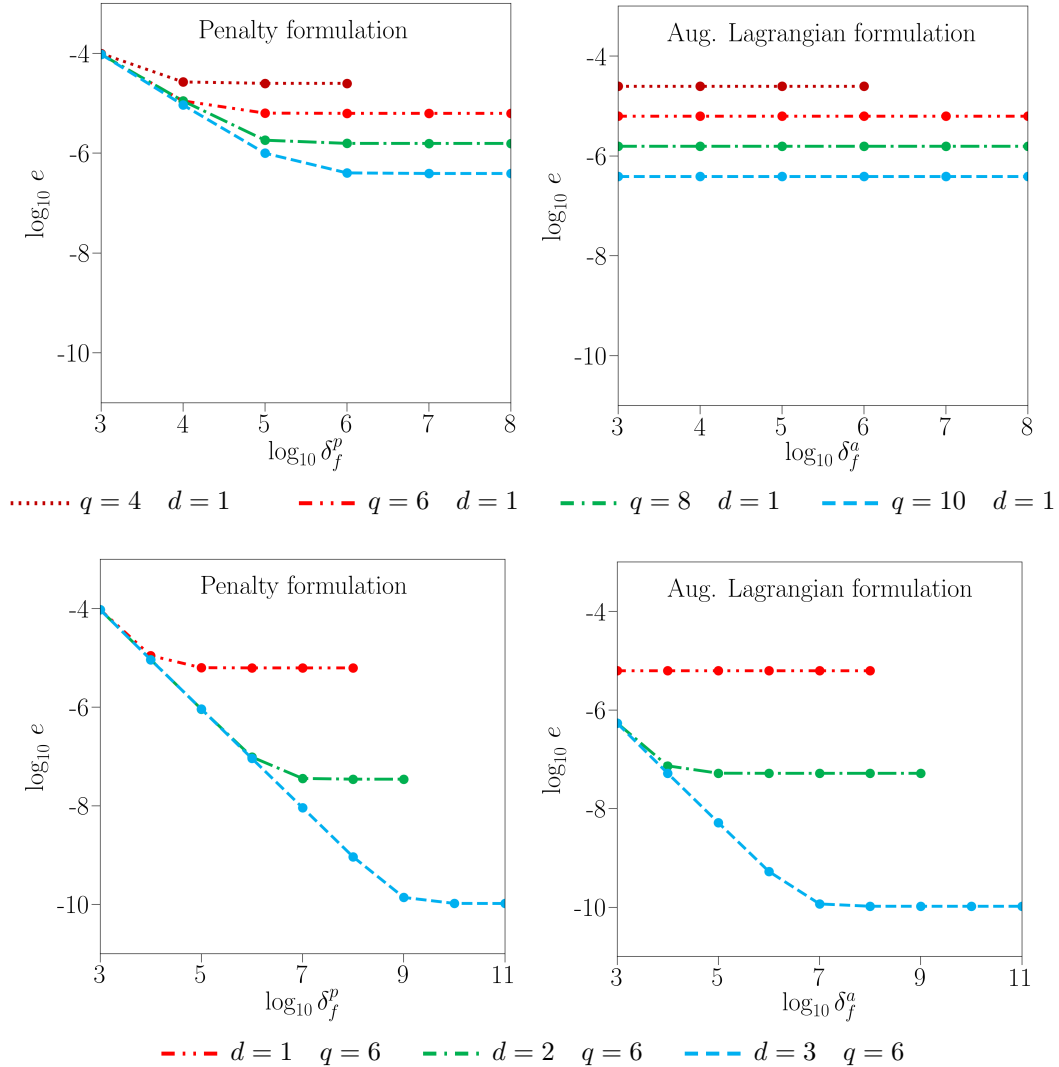 Penalty formulation
-4
-6
-8
-10
log₁₀ e
3 4 5 6 7 8
log₁₀ δ_f^p
Aug. Lagrangian formulation
-4
-6
-8
-10
log₁₀ e
3 4 5 6 7 8
log₁₀ δ_f^a
q = 4 d = 1 q = 6 d = 1 q = 8 d = 1 q = 10 d = 1
Penalty formulation
-4
-6
-8
-10
log₁₀ e
3 5 7 9 11
log₁₀ δ_f^p
Aug. Lagrangian formulation
-4
-6
-8
-10
log₁₀ e
3 5 7 9 11
log₁₀ δ_f^a
d = 1 q = 6 d = 2 q = 6 d = 3 q = 6